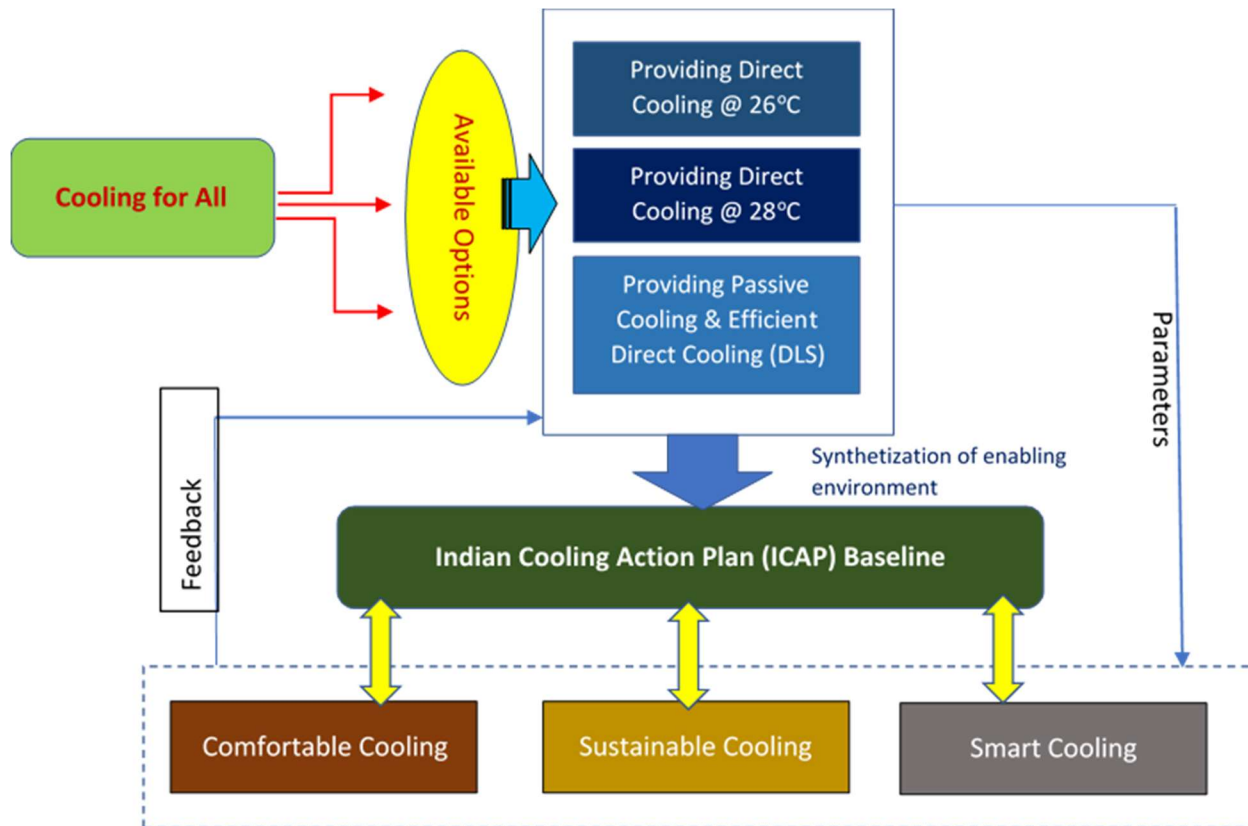 Cooling for All
Available Options
Providing Direct
Cooling @ 26°C
Providing Direct
Cooling @ 28°C
Providing Passive
Cooling & Efficient
Direct Cooling (DLS)
Parameters
Synthetization of enabling
environment
Feedback
Indian Cooling Action Plan (ICAP) Baseline
Comfortable Cooling
Sustainable Cooling
Smart Cooling